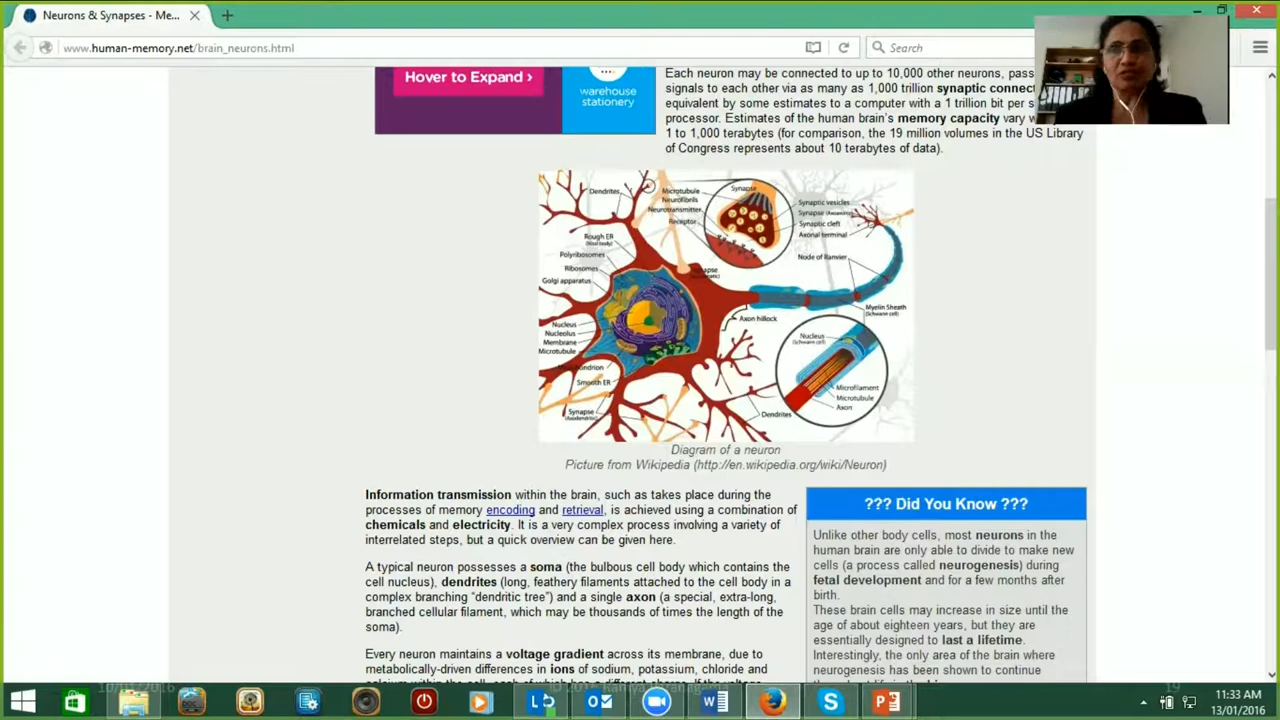 Neurons & Synapses - Me...
www.human-memory.net/brain_neurons.html
Search
Hover to Expand ›
warehouse
stationery
Each neuron may be connected to up to 10,000 other neurons, pass
signals to each other via as many as 1,000 trillion synaptic connect
equivalent by some estimates to a computer with a 1 trillion bit per s
processor. Estimates of the human brain's memory capacity vary w
1 to 1,000 terabytes (for comparison, the 19 million volumes in the US Library
of Congress represents about 10 terabytes of data).
Dendrites
Microtubule
Neurofibrils
Neurotransmitter
Receptor
Synapse
Synaptic vesicles
Synapse (Axoaxonic)
Synaptic cleft
Axonal terminal
Rough ER
(Nissl body)
Polyribosomes
Ribosomes
Golgi apparatus
Synapse
Node of Ranvier
Myelin Sheath
(Schwann cell)
Axon hillock
Nucleus
Nucleolus
Membrane
Microtubule
Smooth ER
Synapse
(Axodendritic)
Nucleus
(Schwann cell)
Microfilament
Microtubule
Axon
Dendrites
Diagram of a neuron
Picture from Wikipedia (http://en.wikipedia.org/wiki/Neuron)
Information transmission within the brain, such as takes place during the
processes of memory encoding and retrieval, is achieved using a combination of
chemicals and electricity. It is a very complex process involving a variety of
interrelated steps, but a quick overview can be given here.
A typical neuron possesses a soma (the bulbous cell body which contains the
cell nucleus), dendrites (long, feathery filaments attached to the cell body in a
complex branching "dendritic tree") and a single axon (a special, extra-long,
branched cellular filament, which may be thousands of times the length of the
soma).
Every neuron maintains a voltage gradient across its membrane, due to
metabolically-driven differences in ions of sodium, potassium, chloride and
??? Did You Know ???
Unlike other body cells, most neurons in the
human brain are only able to divide to make new
cells (a process called neurogenesis) during
fetal development and for a few months after
birth.
These brain cells may increase in size until the
age of about eighteen years, but they are
essentially designed to last a lifetime.
Interestingly, the only area of the brain where
neurogenesis has been shown to continue
10/01/2016
19
11:33 AM
13/01/2016